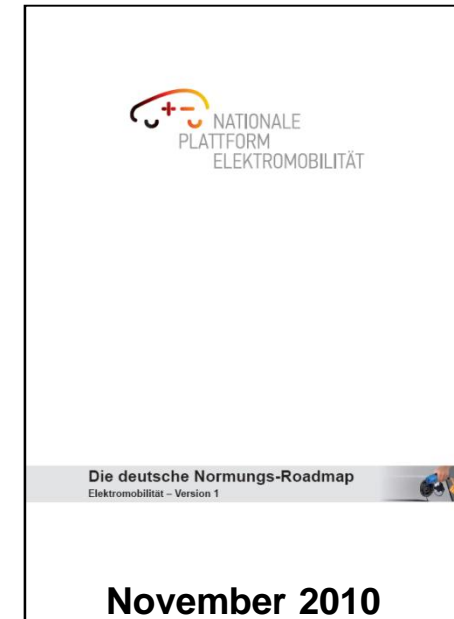 NATIONALE
PLATTFORM
ELEKTROMOBILITÄT
Die deutsche Normungs-Roadmap
Elektromobilität – Version 1
November 2010